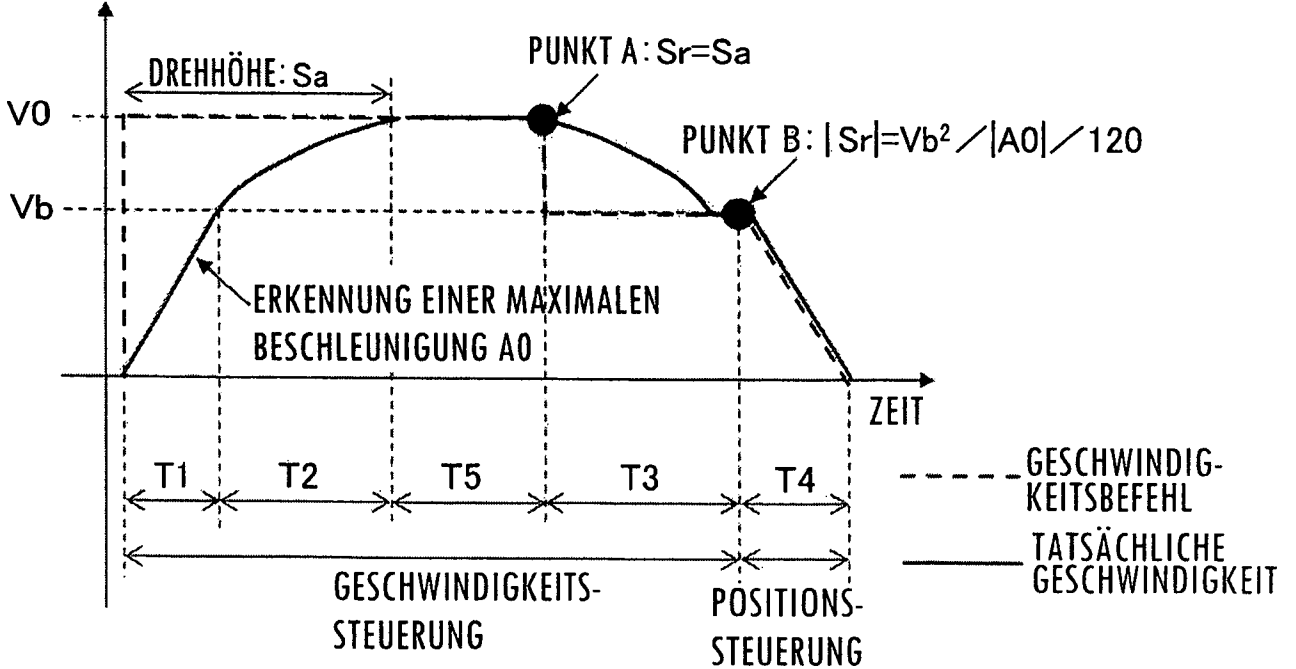 PUNKT A: Sr=Sa
DREHHÖHE: Sa
V0
PUNKT B: |Sr|=Vb²／|A0|／120
Vb
ERKENNUNG EINER MAXIMALEN
BESCHLEUNIGUNG A0
ZEIT
T1
T2
T5
T3
T4
GESCHWINDIG-
KEITSBEFEHL
TATSÄCHLICHE
GESCHWINDIGKEIT
GESCHWINDIGKEITS-
STEUERUNG
POSITIONS-
STEUERUNG